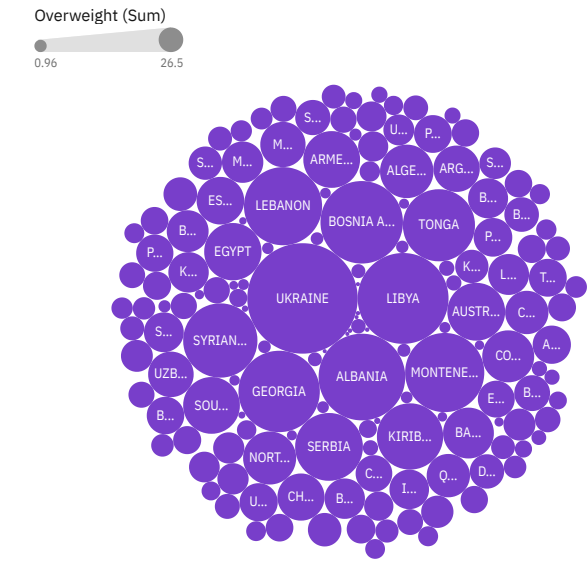 Overweight (Sum)
0.96 26.5
S...
U... P...
M... ARME...
S... M... ALGE... ARG... S...
ES... LEBANON BOSNIA A... TONGA B... B...
B... P...
P... EGYPT
K... K... L... T...
UKRAINE LIBYA AUSTR... C...
S... SYRIAN... A...
CO...
UZB... ALBANIA MONTENE...
GEORGIA B...
B... SOU... E...
SERBIA KIRIB... BA...
NORT... C... Q... D...
U... CH... B... I...